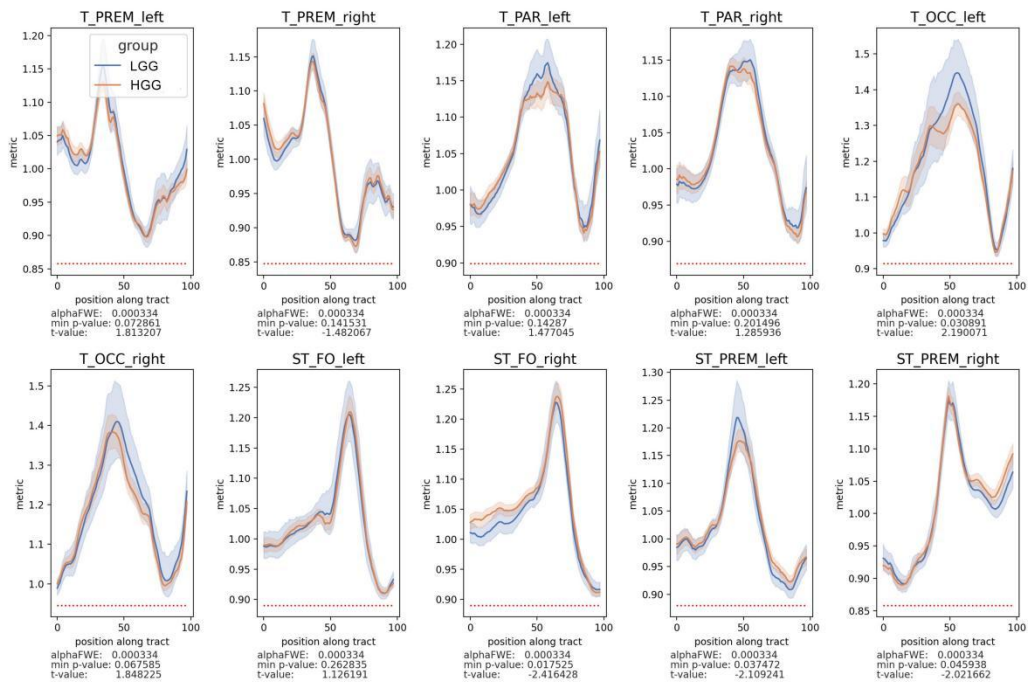 T_PREM_left T_PREM_right T_PAR_left T_PAR_right T_OCC_left
group
LGG
HGG
1.20
1.15
1.10
1.05
1.00
0.95
0.90
0.85
metric
0 50 100
position along tract
alphaFWE: 0.000334
min p-value: 0.072861
t-value: 1.813207
1.15
1.10
1.05
1.00
0.95
0.90
0.85
metric
0 50 100
position along tract
alphaFWE: 0.000334
min p-value: 0.141531
t-value: -1.482067
1.20
1.15
1.10
1.05
1.00
0.95
0.90
metric
0 50 100
position along tract
alphaFWE: 0.000334
min p-value: 0.14287
t-value: 1.477045
1.15
1.10
1.05
1.00
0.95
0.90
metric
0 50 100
position along tract
alphaFWE: 0.000334
min p-value: 0.201496
t-value: 1.285936
1.5
1.4
1.3
1.2
1.1
1.0
0.9
metric
0 50 100
position along tract
alphaFWE: 0.000334
min p-value: 0.030891
t-value: 2.190071
T_OCC_right ST_FO_left ST_FO_right ST_PREM_left ST_PREM_right
1.5
1.4
1.3
1.2
1.1
1.0
metric
0 50 100
position along tract
alphaFWE: 0.000334
min p-value: 0.067585
t-value: 1.848225
1.25
1.20
1.15
1.10
1.05
1.00
0.95
0.90
metric
0 50 100
position along tract
alphaFWE: 0.000334
min p-value: 0.262835
t-value: 1.126191
1.25
1.20
1.15
1.10
1.05
1.00
0.95
0.90
metric
0 50 100
position along tract
alphaFWE: 0.000334
min p-value: 0.017525
t-value: -2.416428
1.30
1.25
1.20
1.15
1.10
1.05
1.00
0.95
0.90
metric
0 50 100
position along tract
alphaFWE: 0.000334
min p-value: 0.037472
t-value: -2.109241
1.20
1.15
1.10
1.05
1.00
0.95
0.90
0.85
metric
0 50 100
position along tract
alphaFWE: 0.000334
min p-value: 0.045938
t-value: -2.021662